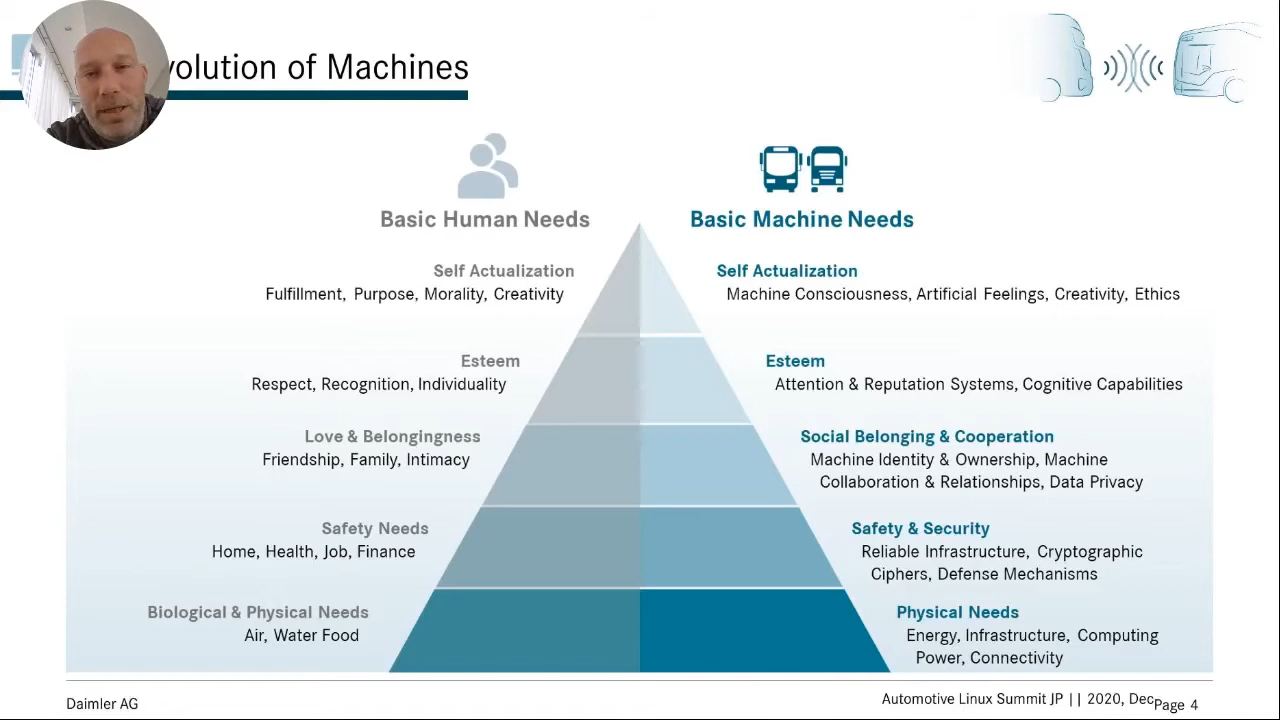 volution of Machines
Basic Human Needs
Basic Machine Needs
Self Actualization
Fulfillment, Purpose, Morality, Creativity
Self Actualization
Machine Consciousness, Artificial Feelings, Creativity, Ethics
Esteem
Respect, Recognition, Individuality
Esteem
Attention & Reputation Systems, Cognitive Capabilities
Love & Belongingness
Friendship, Family, Intimacy
Social Belonging & Cooperation
Machine Identity & Ownership, Machine
Collaboration & Relationships, Data Privacy
Safety Needs
Home, Health, Job, Finance
Safety & Security
Reliable Infrastructure, Cryptographic
Ciphers, Defense Mechanisms
Biological & Physical Needs
Air, Water Food
Physical Needs
Energy, Infrastructure, Computing
Power, Connectivity
Daimler AG
Automotive Linux Summit JP || 2020, Dec
Page 4